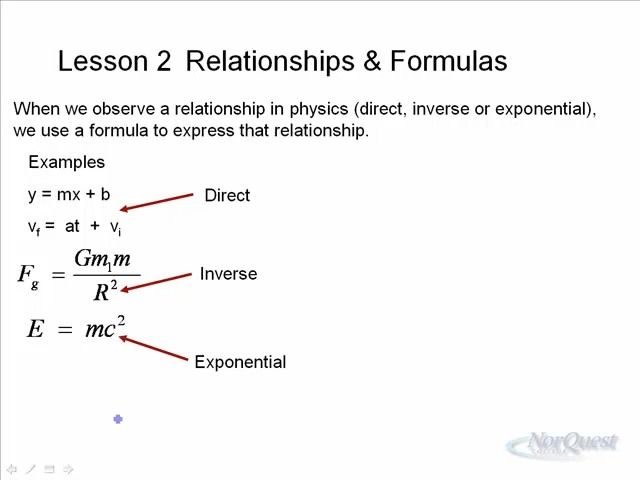 Lesson 2 Relationships & Formulas
When we observe a relationship in physics (direct, inverse or exponential),
we use a formula to express that relationship.
Examples
y = mx + b
Direct
v_f = at + v_i
F_g = Gm_1m / R^2
Inverse
E = mc^2
Exponential
NorQuest
COLLEGE